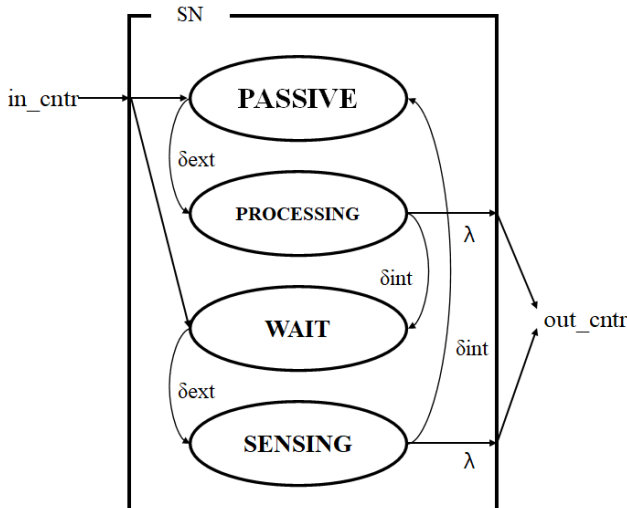 SN
in_cntr
PASSIVE
δext
PROCESSING
λ
δint
WAIT
out_cntr
δint
δext
SENSING
λ